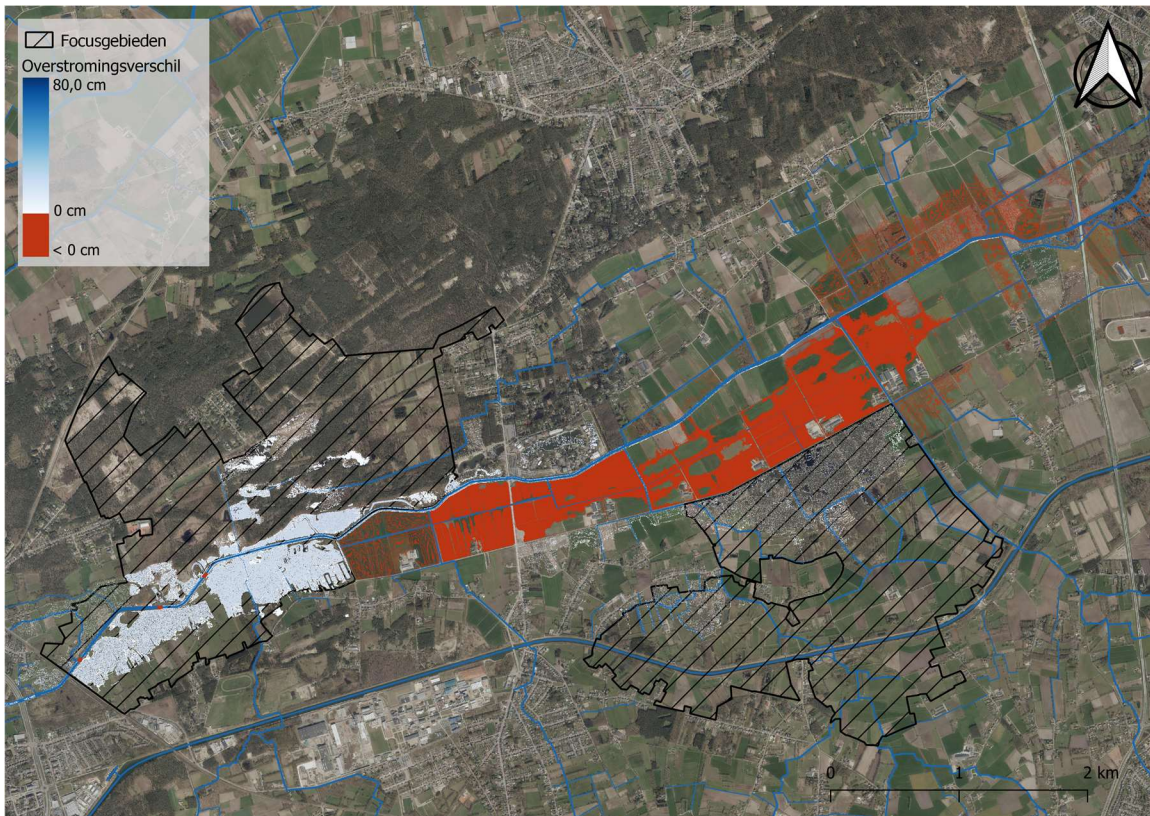 Focusgebieden
Overstromingsverschil
80,0 cm
0 cm
< 0 cm
0 1 2 km